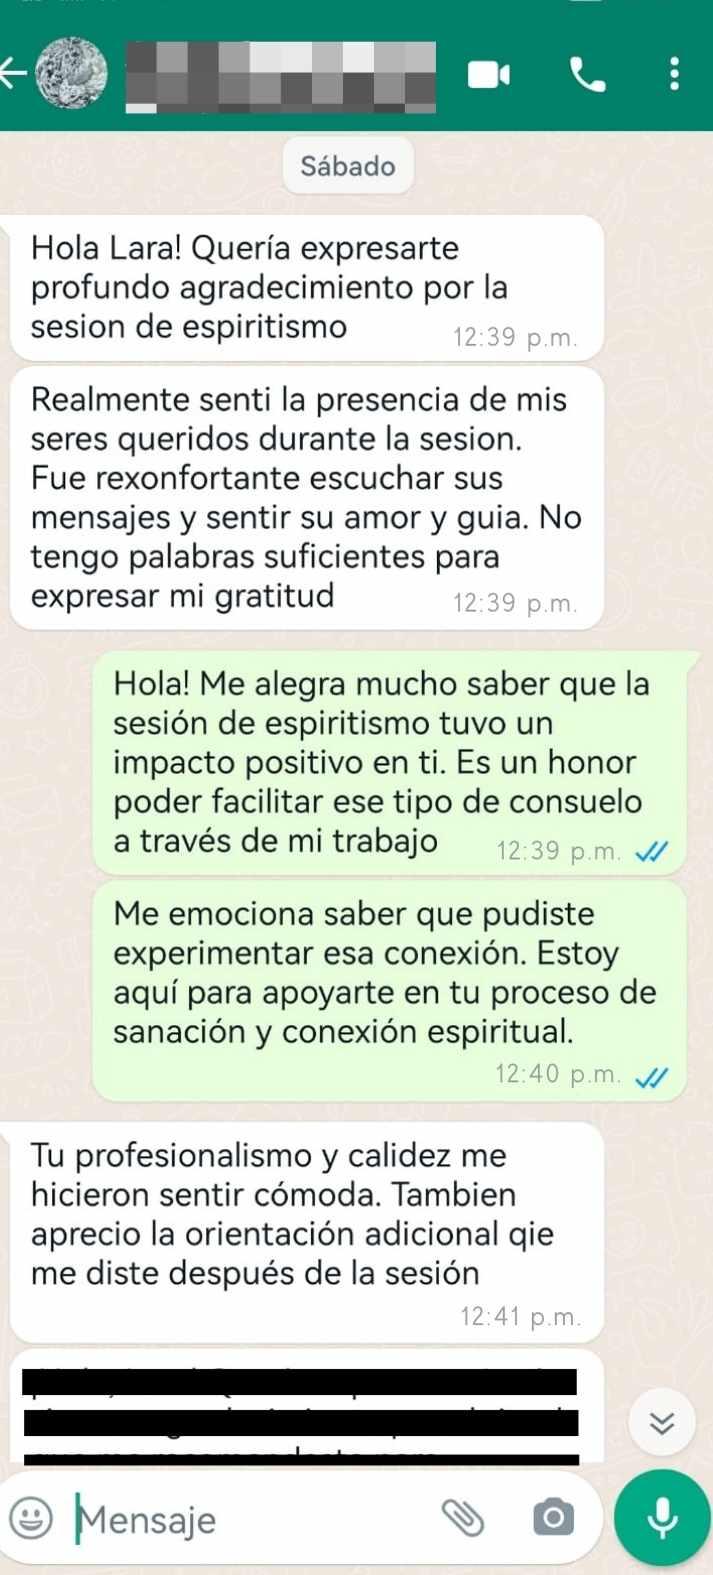 Sábado
Hola Lara! Quería expresarte
profundo agradecimiento por la
sesion de espiritismo
12:39 p.m.
Realmente senti la presencia de mis
seres queridos durante la sesion.
Fue rexonfortante escuchar sus
mensajes y sentir su amor y guia. No
tengo palabras suficientes para
expresar mi gratitud
12:39 p.m.
Hola! Me alegra mucho saber que la
sesión de espiritismo tuvo un
impacto positivo en ti. Es un honor
poder facilitar ese tipo de consuelo
a través de mi trabajo
12:39 p.m.
Me emociona saber que pudiste
experimentar esa conexión. Estoy
aquí para apoyarte en tu proceso de
sanación y conexión espiritual.
12:40 p.m.
Tu profesionalismo y calidez me
hicieron sentir cómoda. Tambien
aprecio la orientación adicional qie
me diste después de la sesión
12:41 p.m.
Mensaje